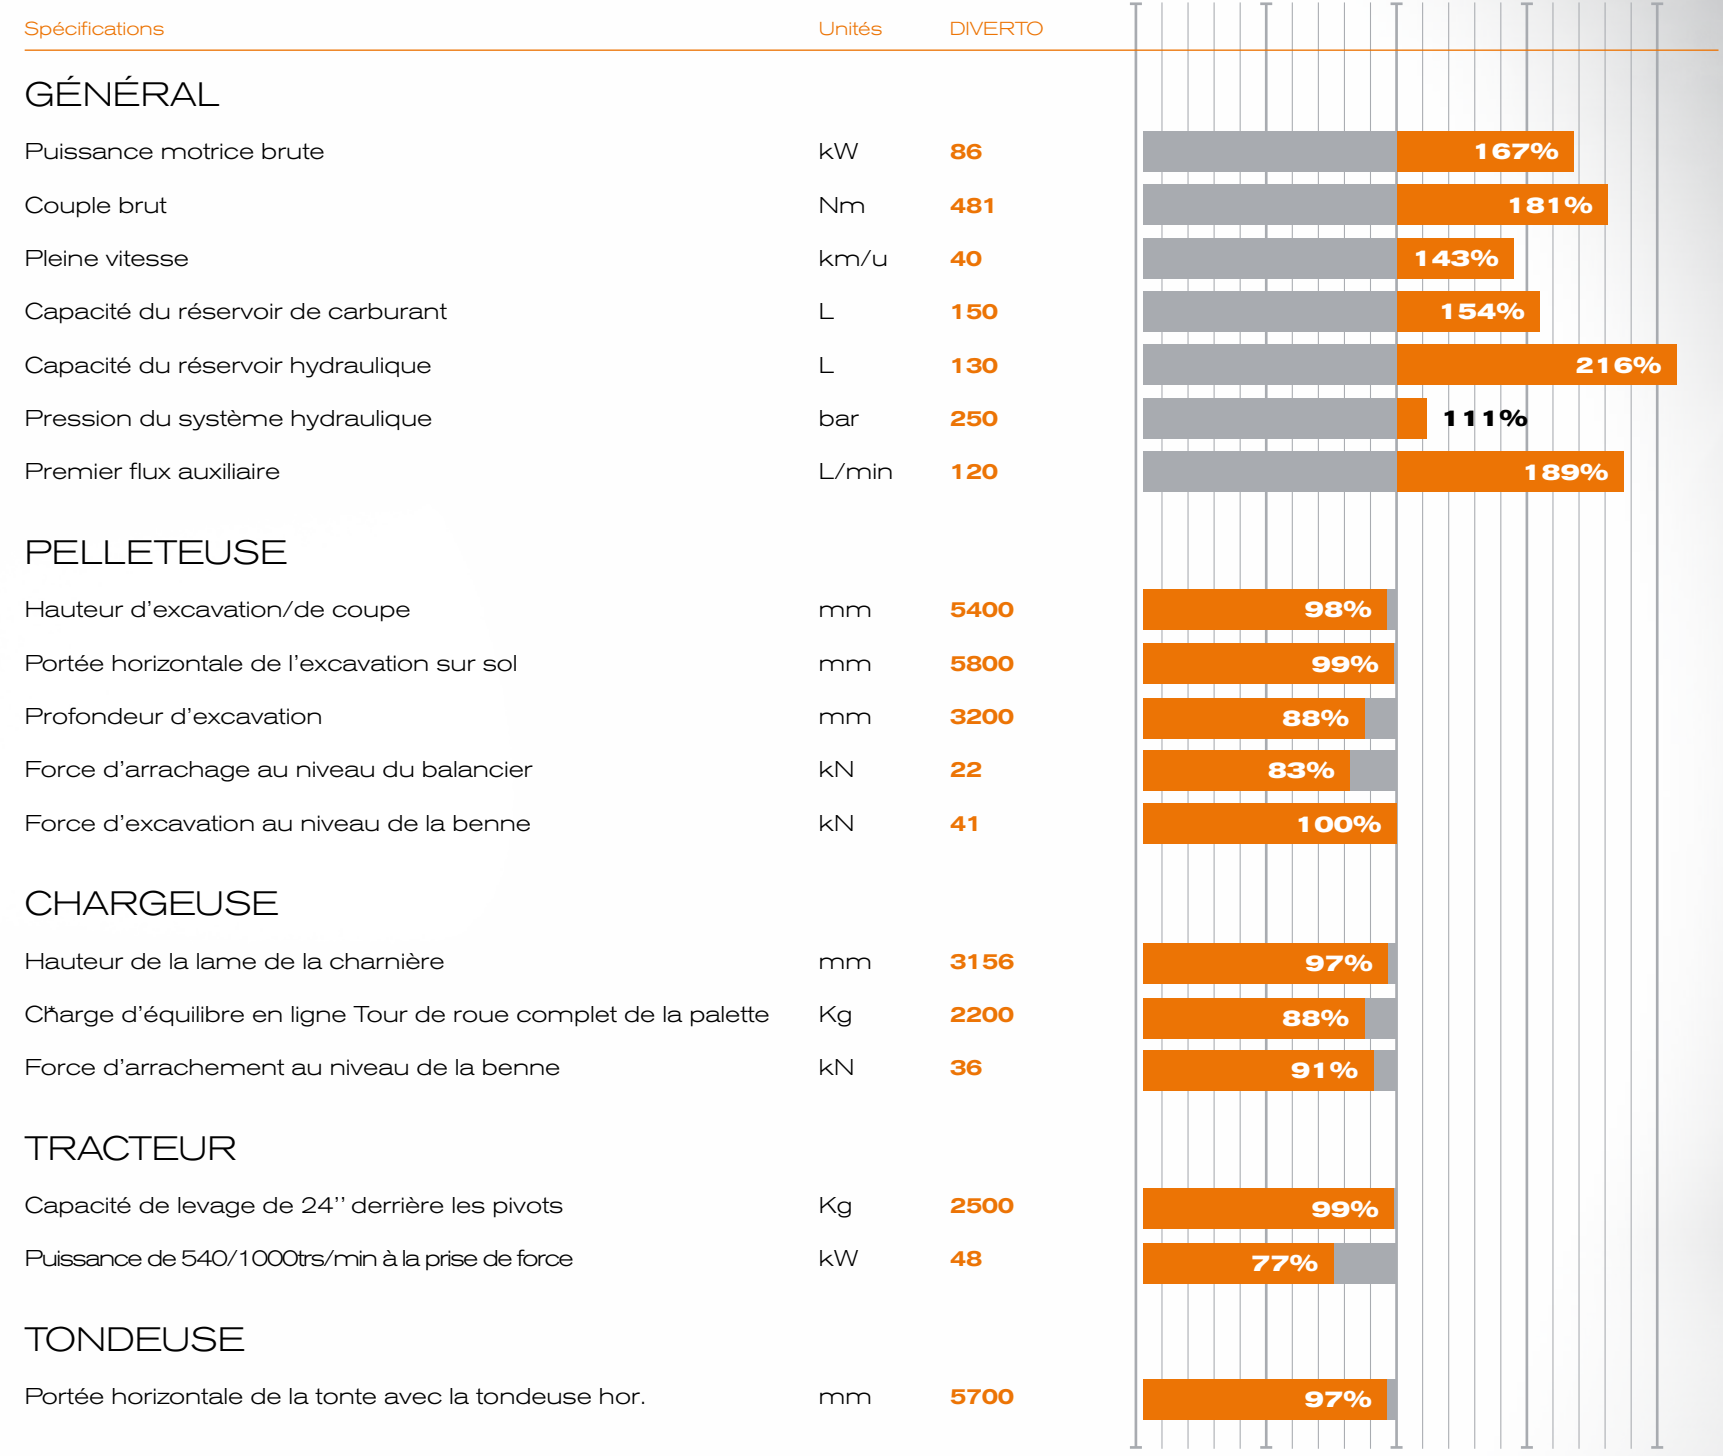 Spécifications Unités DIVERTO
GÉNÉRAL
Puissance motrice brute kW 86 167%
Couple brut Nm 481 181%
Pleine vitesse km/u 40 143%
Capacité du réservoir de carburant L 150 154%
Capacité du réservoir hydraulique L 130 216%
Pression du système hydraulique bar 250 111%
Premier flux auxiliaire L/min 120 189%
PELLETEUSE
Hauteur d'excavation/de coupe mm 5400 98%
Portée horizontale de l'excavation sur sol mm 5800 99%
Profondeur d'excavation mm 3200 88%
Force d'arrachage au niveau du balancier kN 22 83%
Force d'excavation au niveau de la benne kN 41 100%
CHARGEUSE
Hauteur de la lame de la charnière mm 3156 97%
Charge d'équilibre en ligne Tour de roue complet de la palette Kg 2200 88%
Force d'arrachement au niveau de la benne kN 36 91%
TRACTEUR
Capacité de levage de 24'' derrière les pivots Kg 2500 99%
Puissance de 540/1000trs/min à la prise de force kW 48 77%
TONDEUSE
Portée horizontale de la tonte avec la tondeuse hor. mm 5700 97%